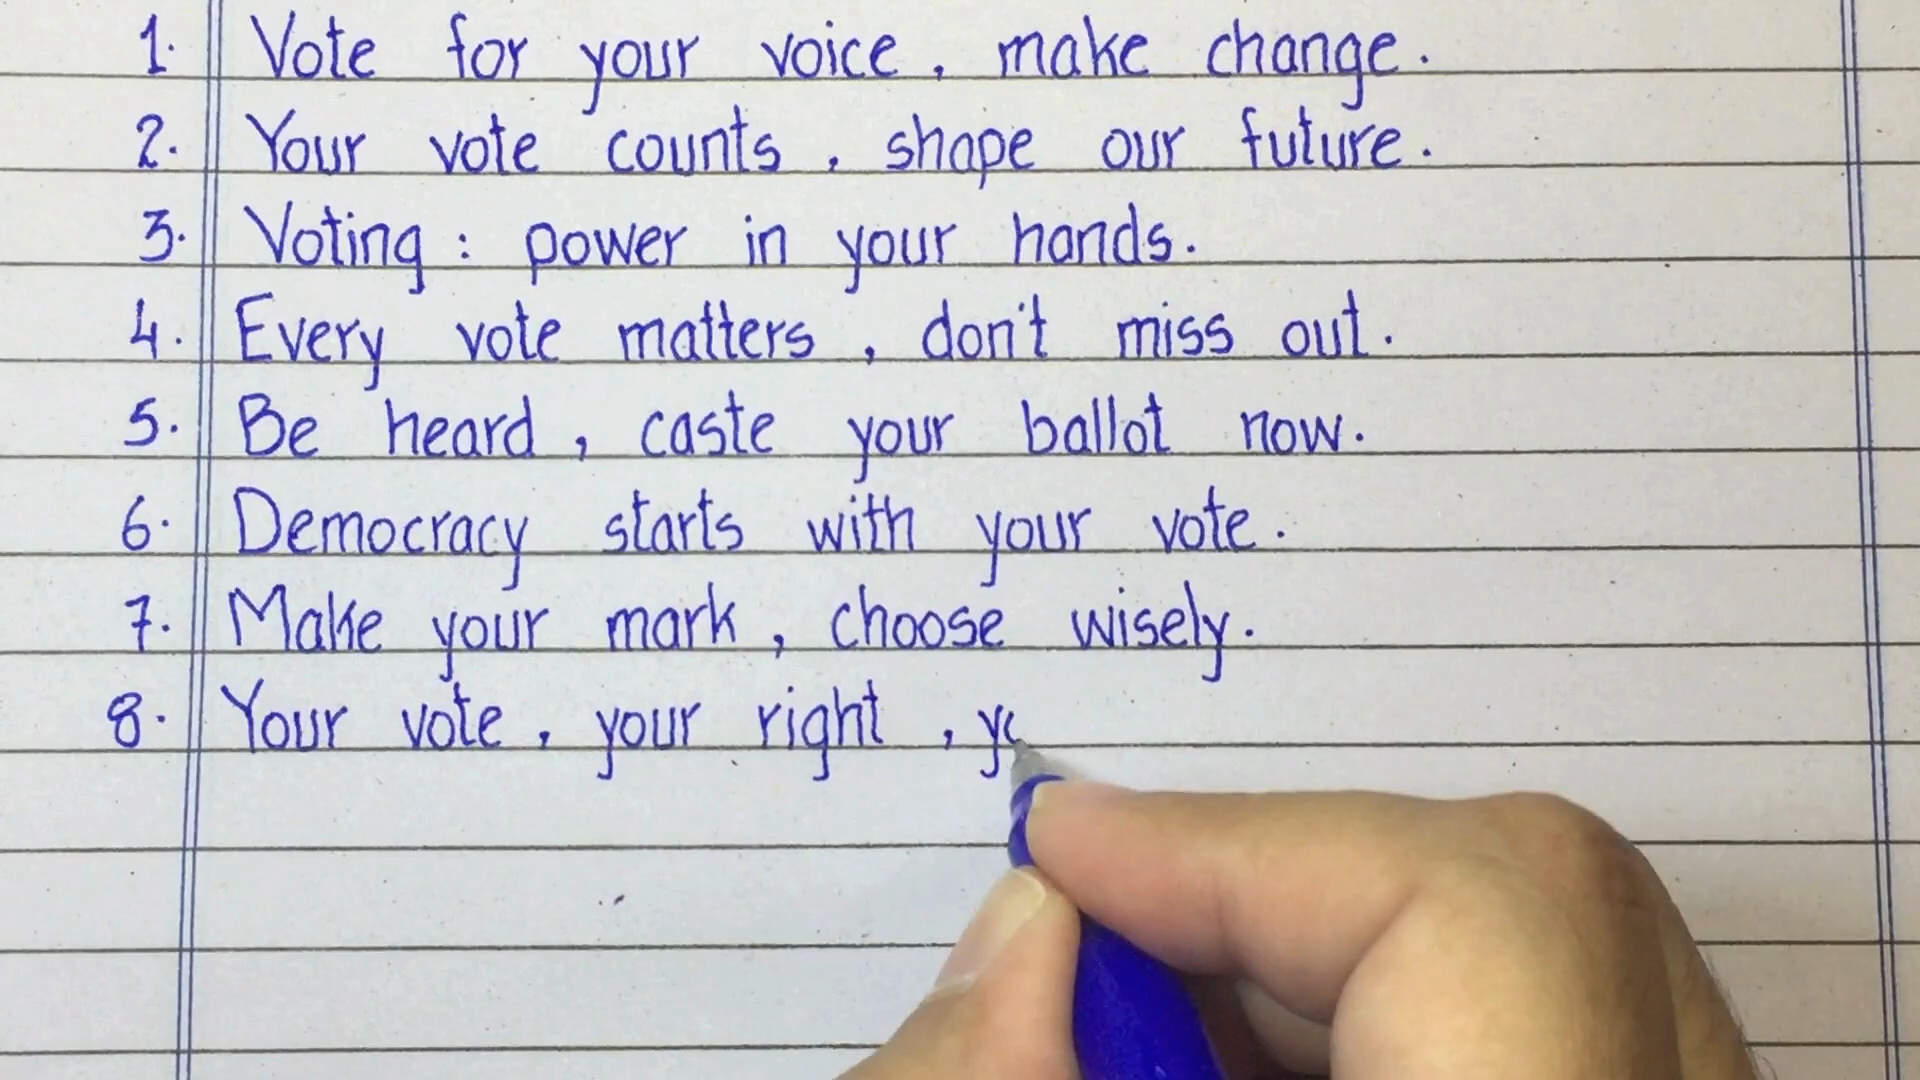 1. Vote for your voice, make change.
2. Your vote counts, shape our future.
3. Voting: power in your hands.
4. Every vote matters, don't miss out.
5. Be heard, caste your ballot now.
6. Democracy starts with your vote.
7. Make your mark, choose wisely.
8. Your vote, your right,